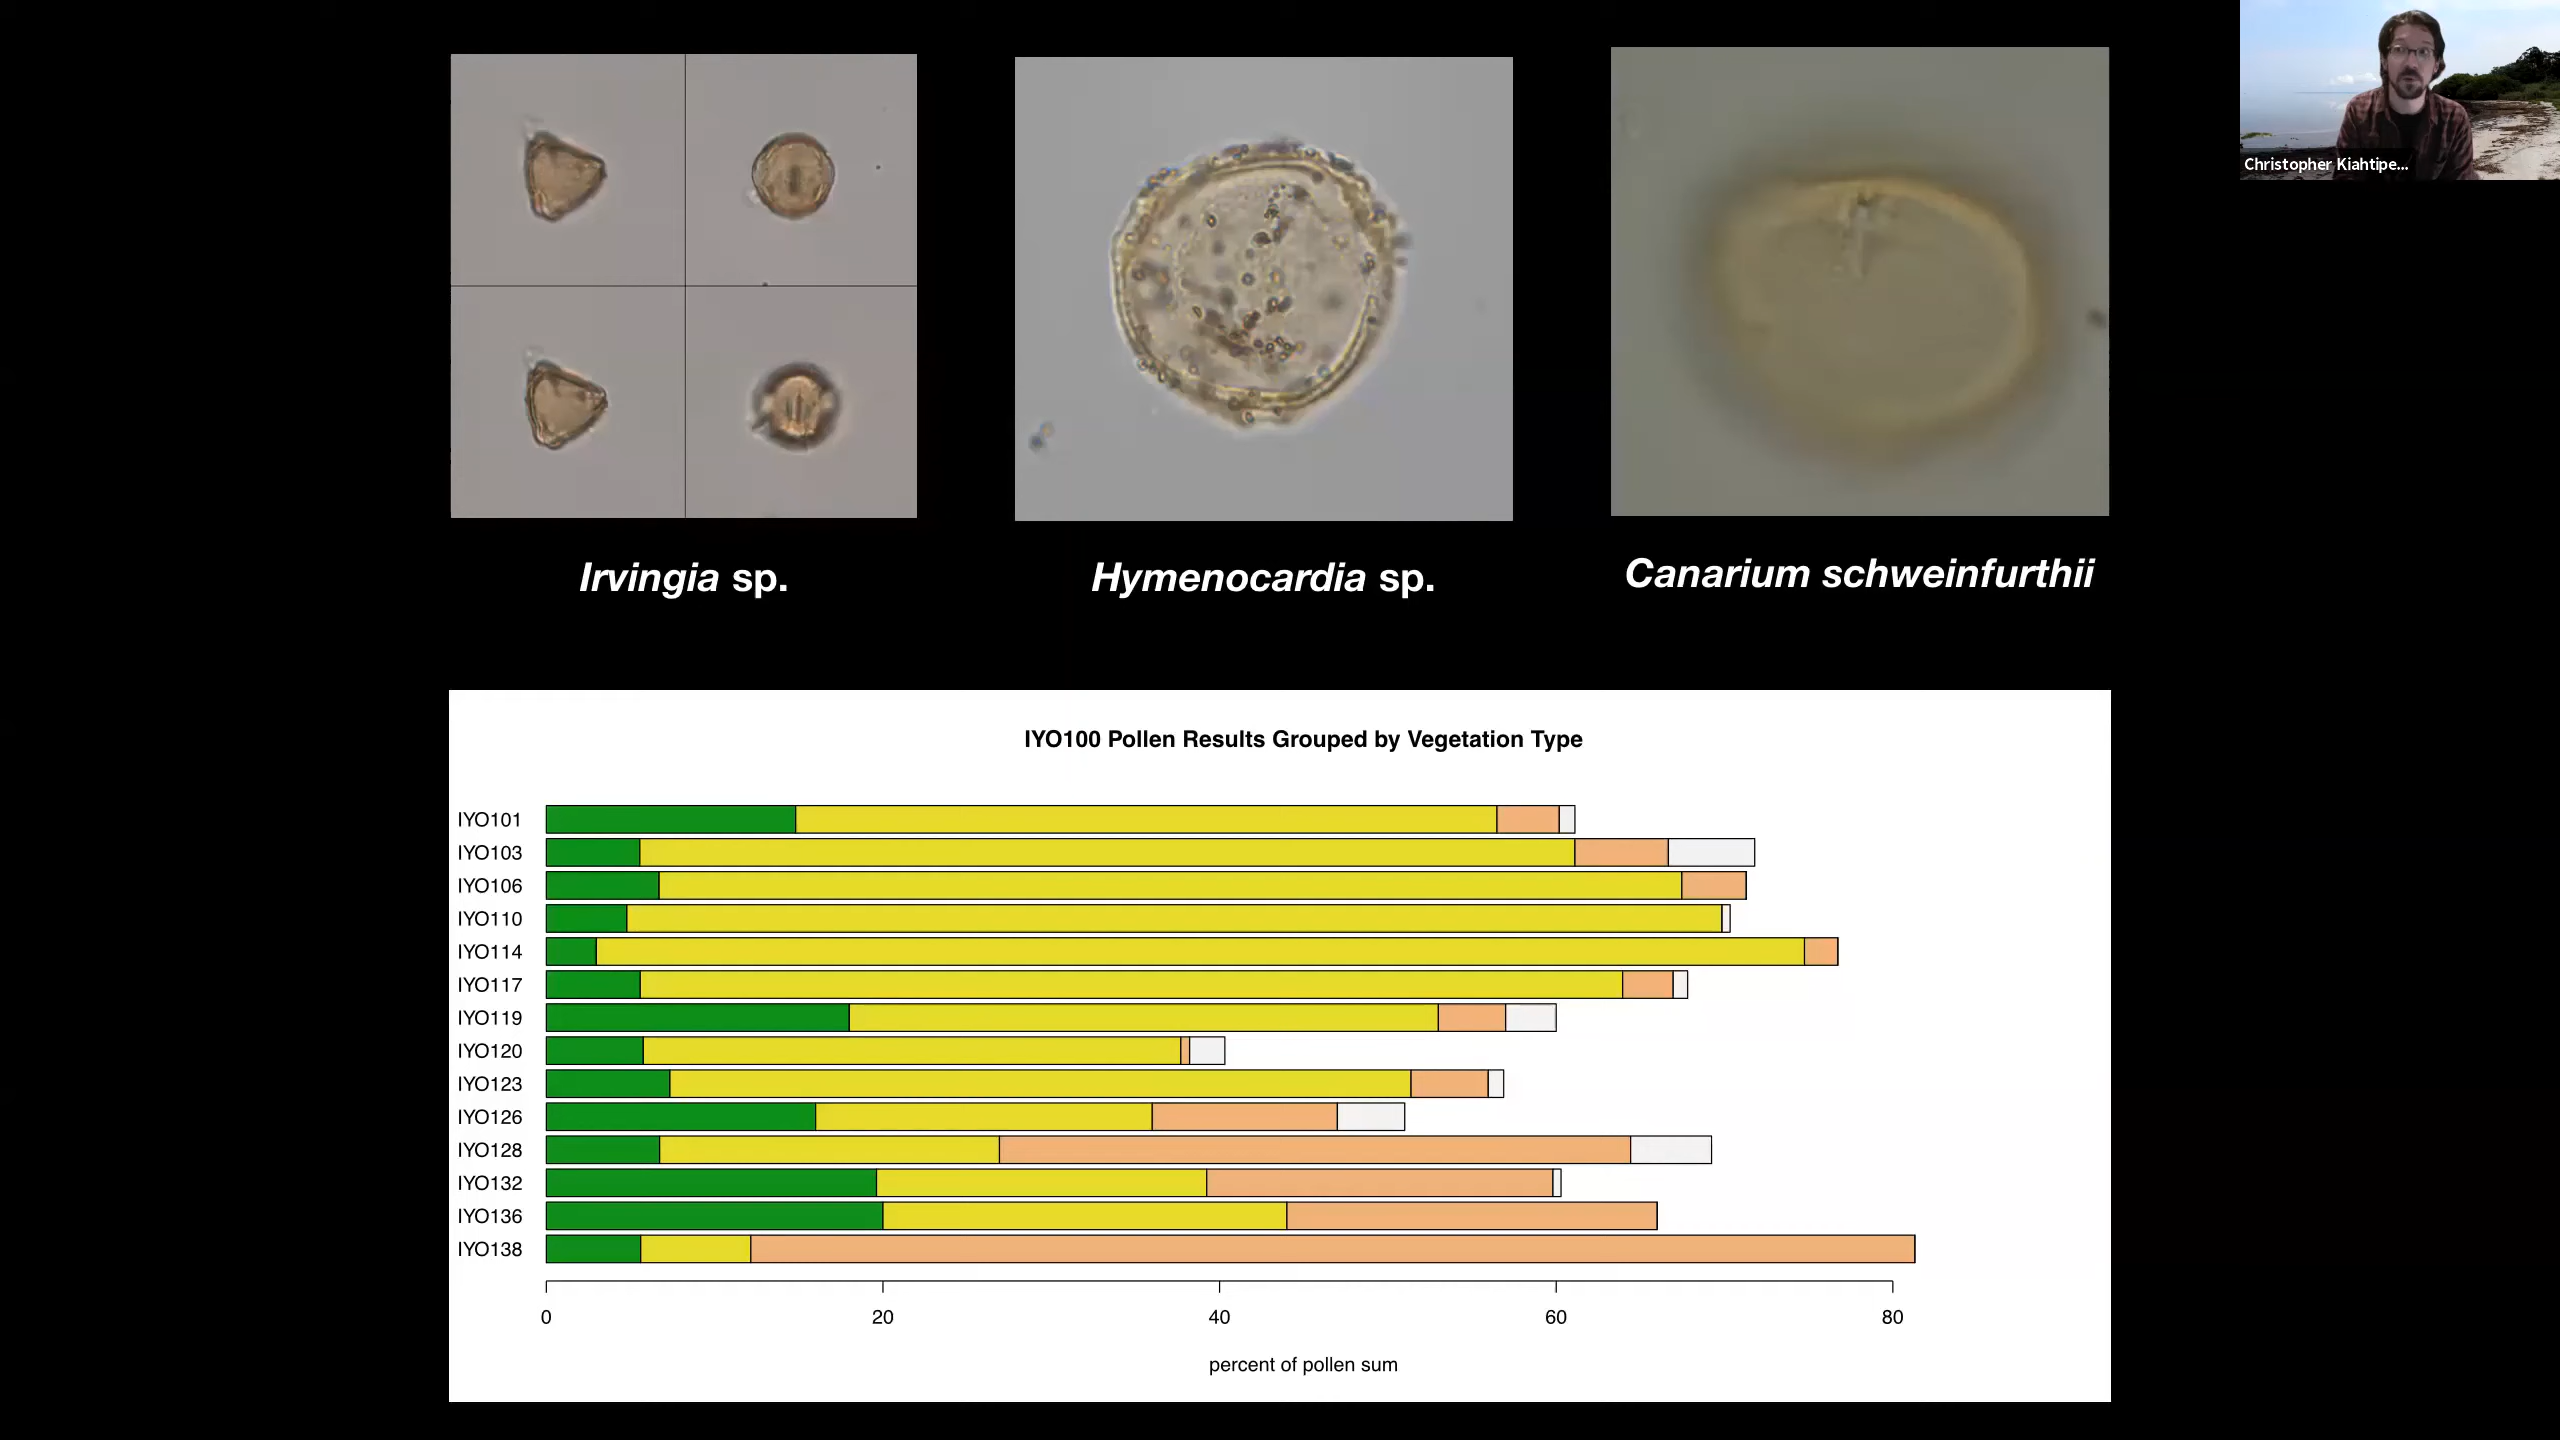 Christopher Kiahtipe...
Irvingia sp.
Hymenocardia sp.
Canarium schweinfurthii
IYO100 Pollen Results Grouped by Vegetation Type
IYO101
IYO103
IYO106
IYO110
IYO114
IYO117
IYO119
IYO120
IYO123
IYO126
IYO128
IYO132
IYO136
IYO138
0 20 40 60 80
percent of pollen sum